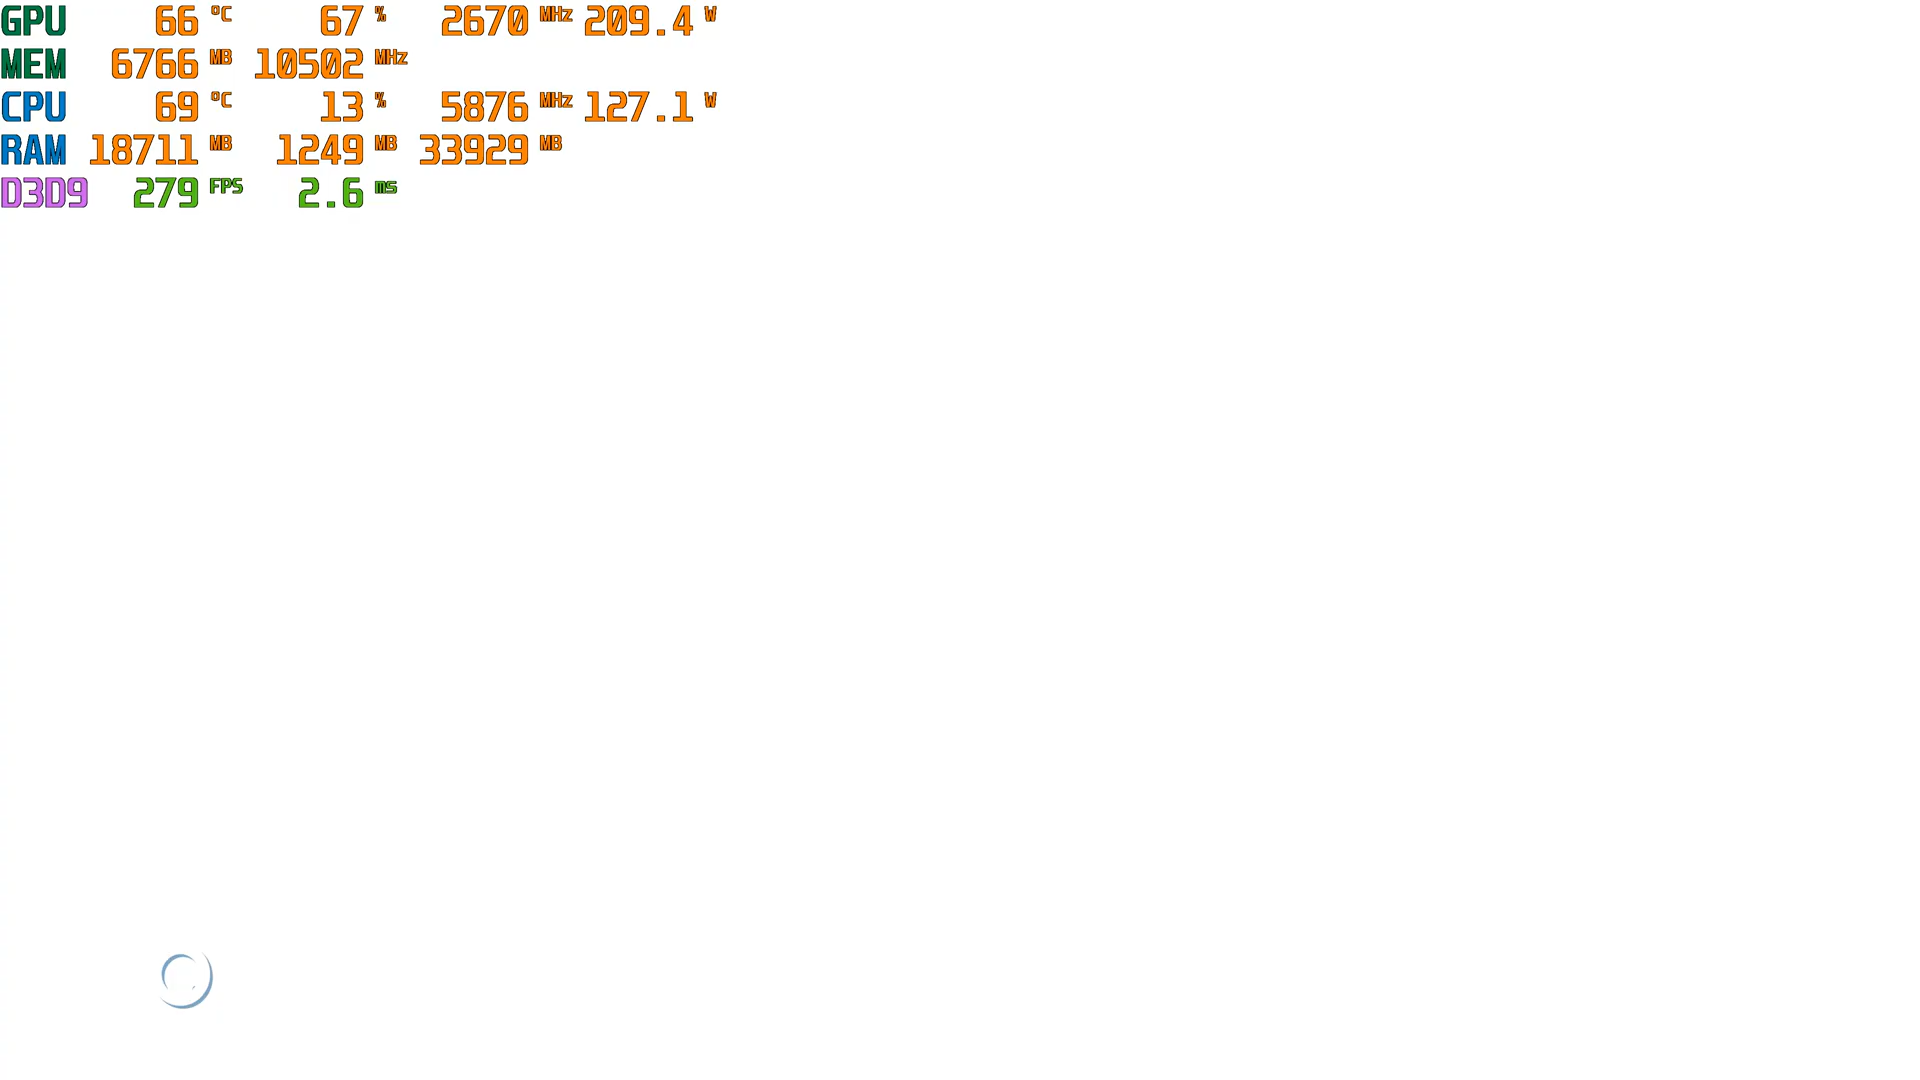 GPU 66 °C 67 % 2670 MHz 209.4 W
MEM 6766 MB 10502 MHz
CPU 69 °C 13 % 5876 MHz 127.1 W
RAM 18711 MB 1249 MB 33929 MB
D3D9 279 FPS 2.6 ms